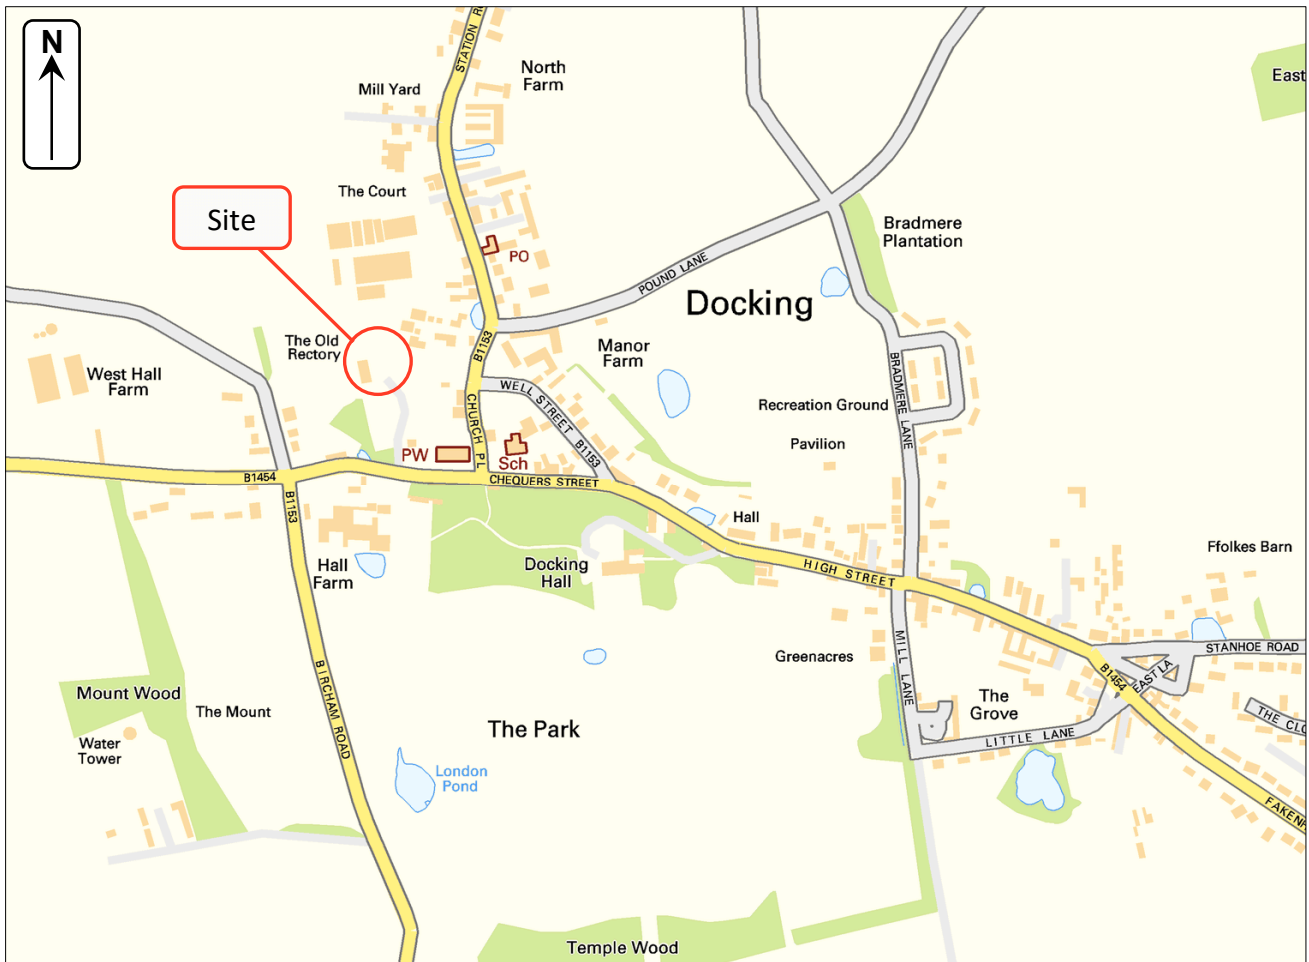 N
STATION R
North
Farm
Mill Yard
East
The Court
Site
PO
Bradmere
Plantation
POUND LANE
Docking
The Old
Rectory
B1153
Manor
Farm
West Hall
Farm
BRADMERE LANE
WELL STREET B1153
CHURCH PL
Recreation Ground
Pavilion
PW
Sch
B1454
CHEQUERS STREET
B1153
Hall
Ffolkes Barn
Hall
Farm
Docking
Hall
HIGH STREET
MILL LANE
Greenacres
STANHOE ROAD
EAST LA
B1454
BIRCHAM ROAD
Mount Wood
The Mount
The
Grove
THE CLO
The Park
LITTLE LANE
Water
Tower
London
Pond
FAKENH
Temple Wood